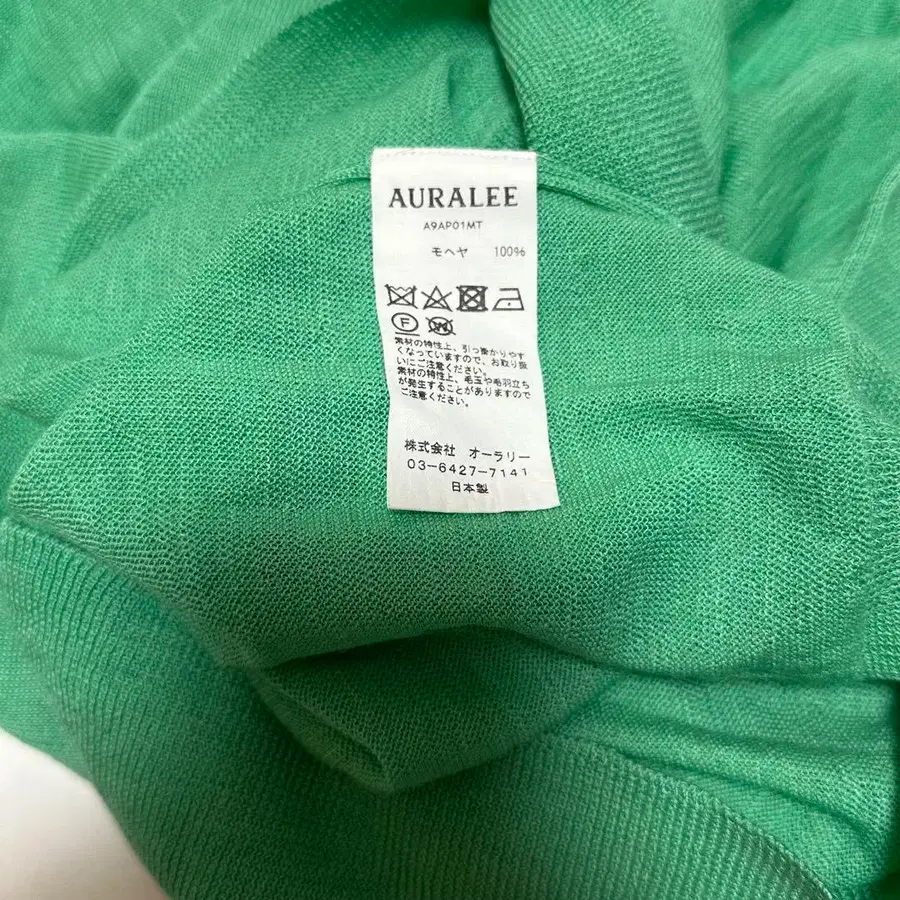 AURALEE
A9AP01MT
モヘヤ 100%
F W
素材の特性上、引っ掛かりやす
くなっていますので、お取り扱
いにご注意ください。
素材の特性上、毛玉や毛羽立ち
が発生することがありますので
ご注意ください。
株式会社 オーラリー
03-6427-7141
日本製